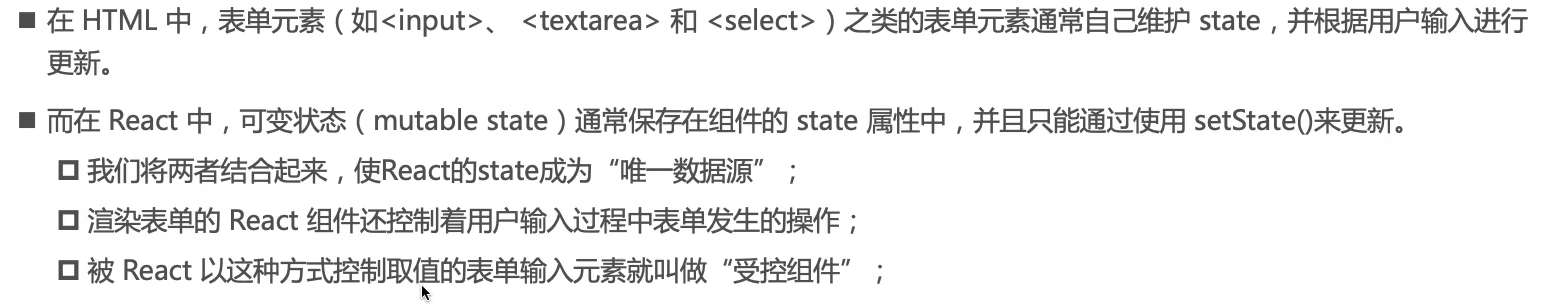 ■ 在 HTML 中，表单元素（如<input>、 <textarea> 和 <select>）之类的表单元素通常自己维护 state，并根据用户输入进行
更新。
■ 而在 React 中，可变状态（mutable state）通常保存在组件的 state 属性中，并且只能通过使用 setState()来更新。
我们将两者结合起来，使React的state成为“唯一数据源”；
渲染表单的 React 组件还控制着用户输入过程中表单发生的操作；
被 React 以这种方式控制取值的表单输入元素就叫做“受控组件”；